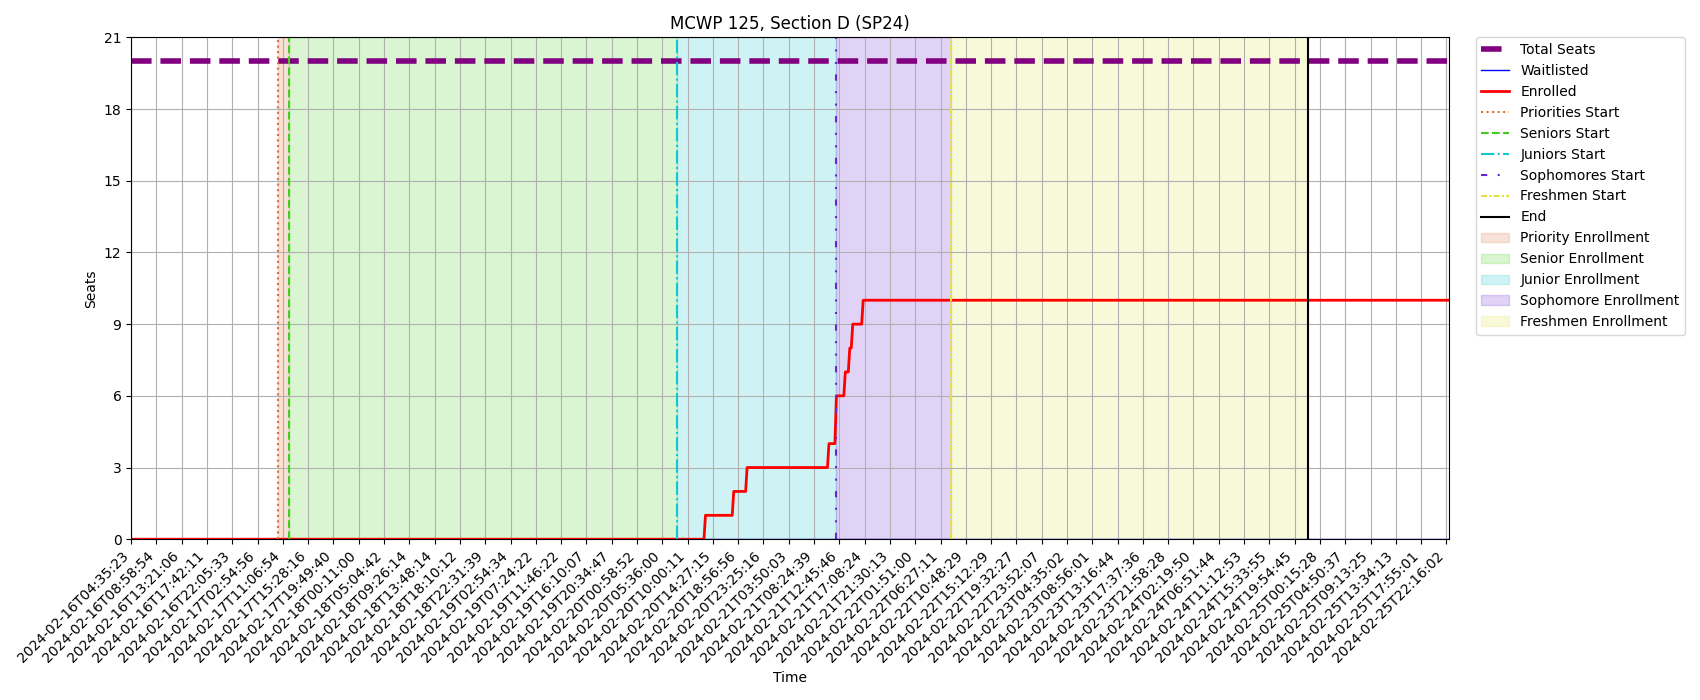 MCWP 125, Section D (SP24)
21
18
15
12
9
6
3
0
Seats
2024-02-16T04:35:23
2024-02-16T08:58:54
2024-02-16T13:21:06
2024-02-16T17:42:11
2024-02-16T22:05:33
2024-02-17T02:54:56
2024-02-17T11:06:54
2024-02-17T15:28:16
2024-02-17T19:49:40
2024-02-18T00:11:00
2024-02-18T05:04:42
2024-02-18T09:26:14
2024-02-18T13:48:14
2024-02-18T18:10:12
2024-02-18T22:31:39
2024-02-19T02:54:34
2024-02-19T07:24:22
2024-02-19T11:46:22
2024-02-19T16:10:07
2024-02-19T20:34:47
2024-02-20T00:58:52
2024-02-20T05:36:00
2024-02-20T10:00:11
2024-02-20T14:27:15
2024-02-20T18:56:56
2024-02-20T23:25:16
2024-02-21T03:50:03
2024-02-21T08:24:39
2024-02-21T12:45:46
2024-02-21T17:08:24
2024-02-21T21:30:13
2024-02-22T01:51:00
2024-02-22T06:27:11
2024-02-22T10:48:29
2024-02-22T15:12:29
2024-02-22T19:32:27
2024-02-22T23:52:07
2024-02-23T04:35:02
2024-02-23T08:56:01
2024-02-23T13:16:44
2024-02-23T17:37:36
2024-02-23T21:58:28
2024-02-24T02:19:50
2024-02-24T06:51:44
2024-02-24T11:12:53
2024-02-24T15:33:55
2024-02-24T19:54:45
2024-02-25T00:15:28
2024-02-25T04:50:37
2024-02-25T09:13:25
2024-02-25T13:34:13
2024-02-25T17:55:01
2024-02-25T22:16:02
Time
Total Seats
Waitlisted
Enrolled
Priorities Start
Seniors Start
Juniors Start
Sophomores Start
Freshmen Start
End
Priority Enrollment
Senior Enrollment
Junior Enrollment
Sophomore Enrollment
Freshmen Enrollment